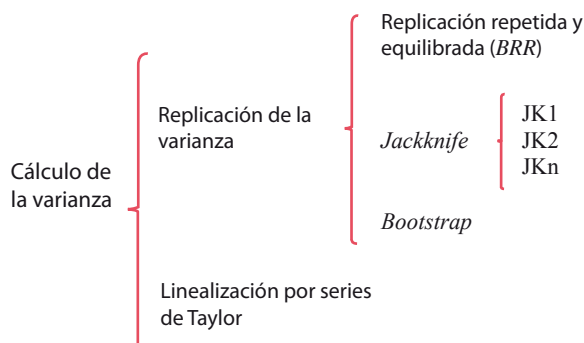 Cálculo de
la varianza
Replicación de la
varianza
Replicación repetida y
equilibrada (BRR)
Jackknife
JK1
JK2
JKn
Bootstrap
Linealización por series
de Taylor